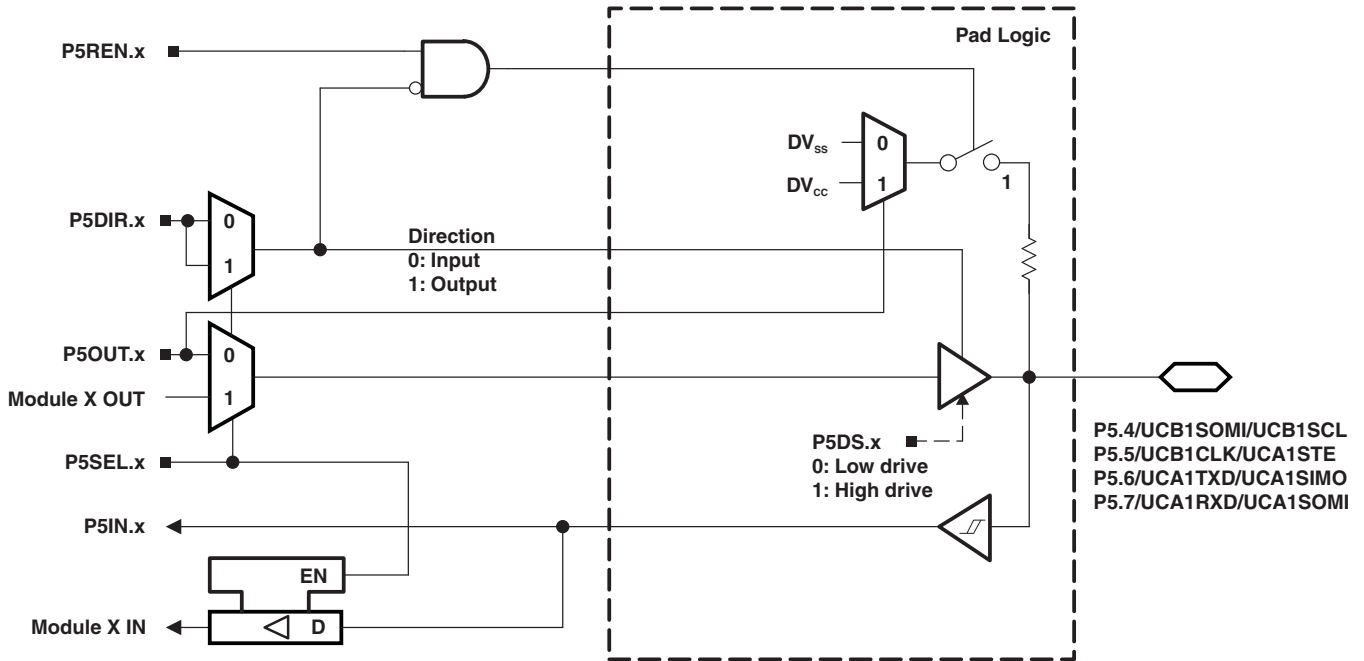 Pad Logic
P5REN.x
DVSS
0
DVCC
1
1
P5DIR.x
0
1
Direction
0: Input
1: Output
P5OUT.x
0
Module X OUT
1
P5SEL.x
P5DS.x
0: Low drive
1: High drive
P5.4/UCB1SOMI/UCB1SCL
P5.5/UCB1CLK/UCA1STE
P5.6/UCA1TXD/UCA1SIMO
P5.7/UCA1RXD/UCA1SOMI
P5IN.x
EN
Module X IN
D